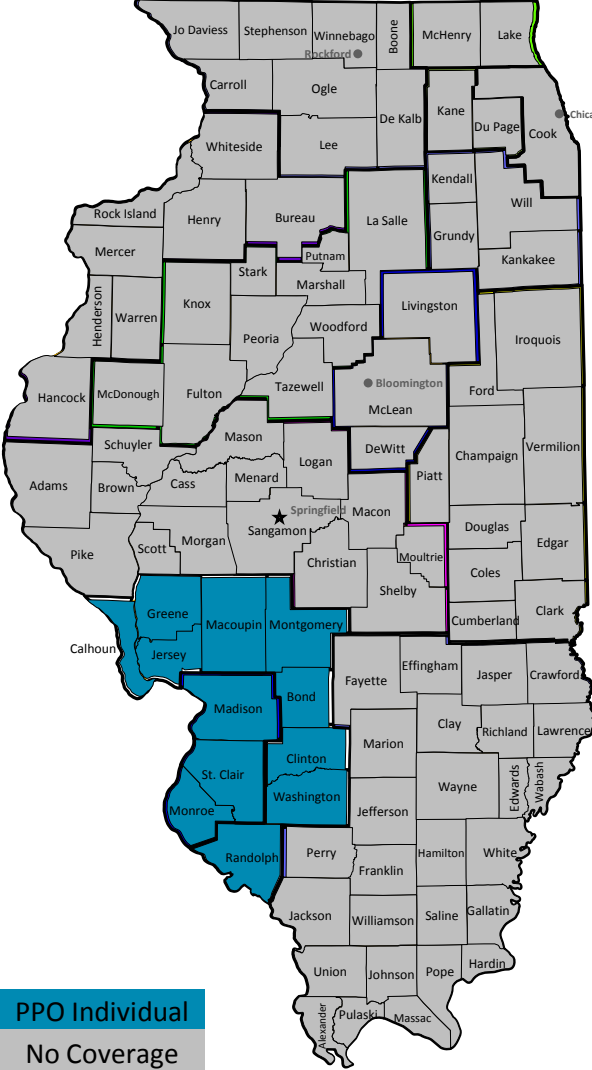 Jo Daviess
Stephenson
Winnebago
Boone
McHenry
Lake
Rockford
Carroll
Ogle
De Kalb
Kane
Du Page
Cook
Chica
Whiteside
Lee
Kendall
Will
Rock Island
Henry
Bureau
La Salle
Grundy
Mercer
Putnam
Kankakee
Stark
Marshall
Henderson
Warren
Knox
Livingston
Woodford
Peoria
Iroquois
Hancock
McDonough
Fulton
Tazewell
Bloomington
McLean
Ford
Schuyler
Mason
Logan
DeWitt
Champaign
Vermilion
Adams
Brown
Cass
Menard
Piatt
Springfield
Macon
Sangamon
Douglas
Edgar
Pike
Scott
Morgan
Christian
Moultrie
Coles
Shelby
Greene
Macoupin
Montgomery
Cumberland
Clark
Calhoun
Jersey
Fayette
Effingham
Jasper
Crawford
Madison
Bond
Clay
Richland
Lawrence
Marion
Clinton
St. Clair
Wayne
Edwards
Wabash
Washington
Monroe
Jefferson
Randolph
Perry
Franklin
Hamilton
White
Jackson
Williamson
Saline
Gallatin
Union
Johnson
Pope
Hardin
Alexander
Pulaski
Massac
PPO Individual
No Coverage